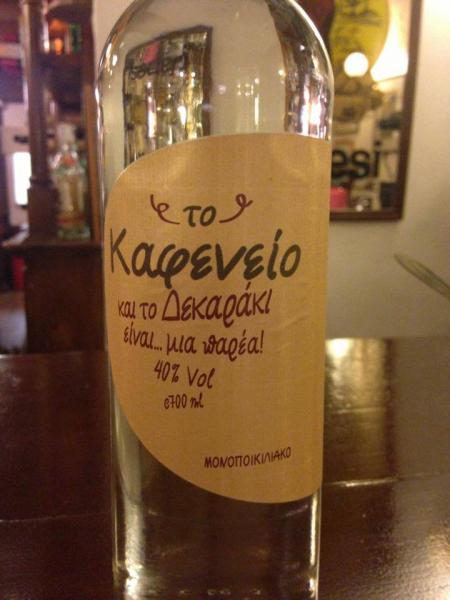 το
Καφενείο
και το Δεκαράκι
είναι... μια παρέα!
40% Vol
e700 ml
ΜΟΝΟΠΟΙΚΙΛΙΑΚΟ